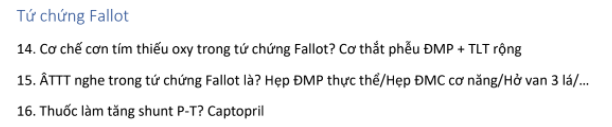 Tứ chứng Fallot
14. Cơ chế cơn tím thiếu oxy trong tứ chứng Fallot? Cơ thắt phễu ĐMP + TLT rộng
15. ÂTTT nghe trong tứ chứng Fallot là? Hẹp ĐMP thực thể/Hẹp ĐMC cơ năng/Hở van 3 lá/...
16. Thuốc làm tăng shunt P-T? Captopril